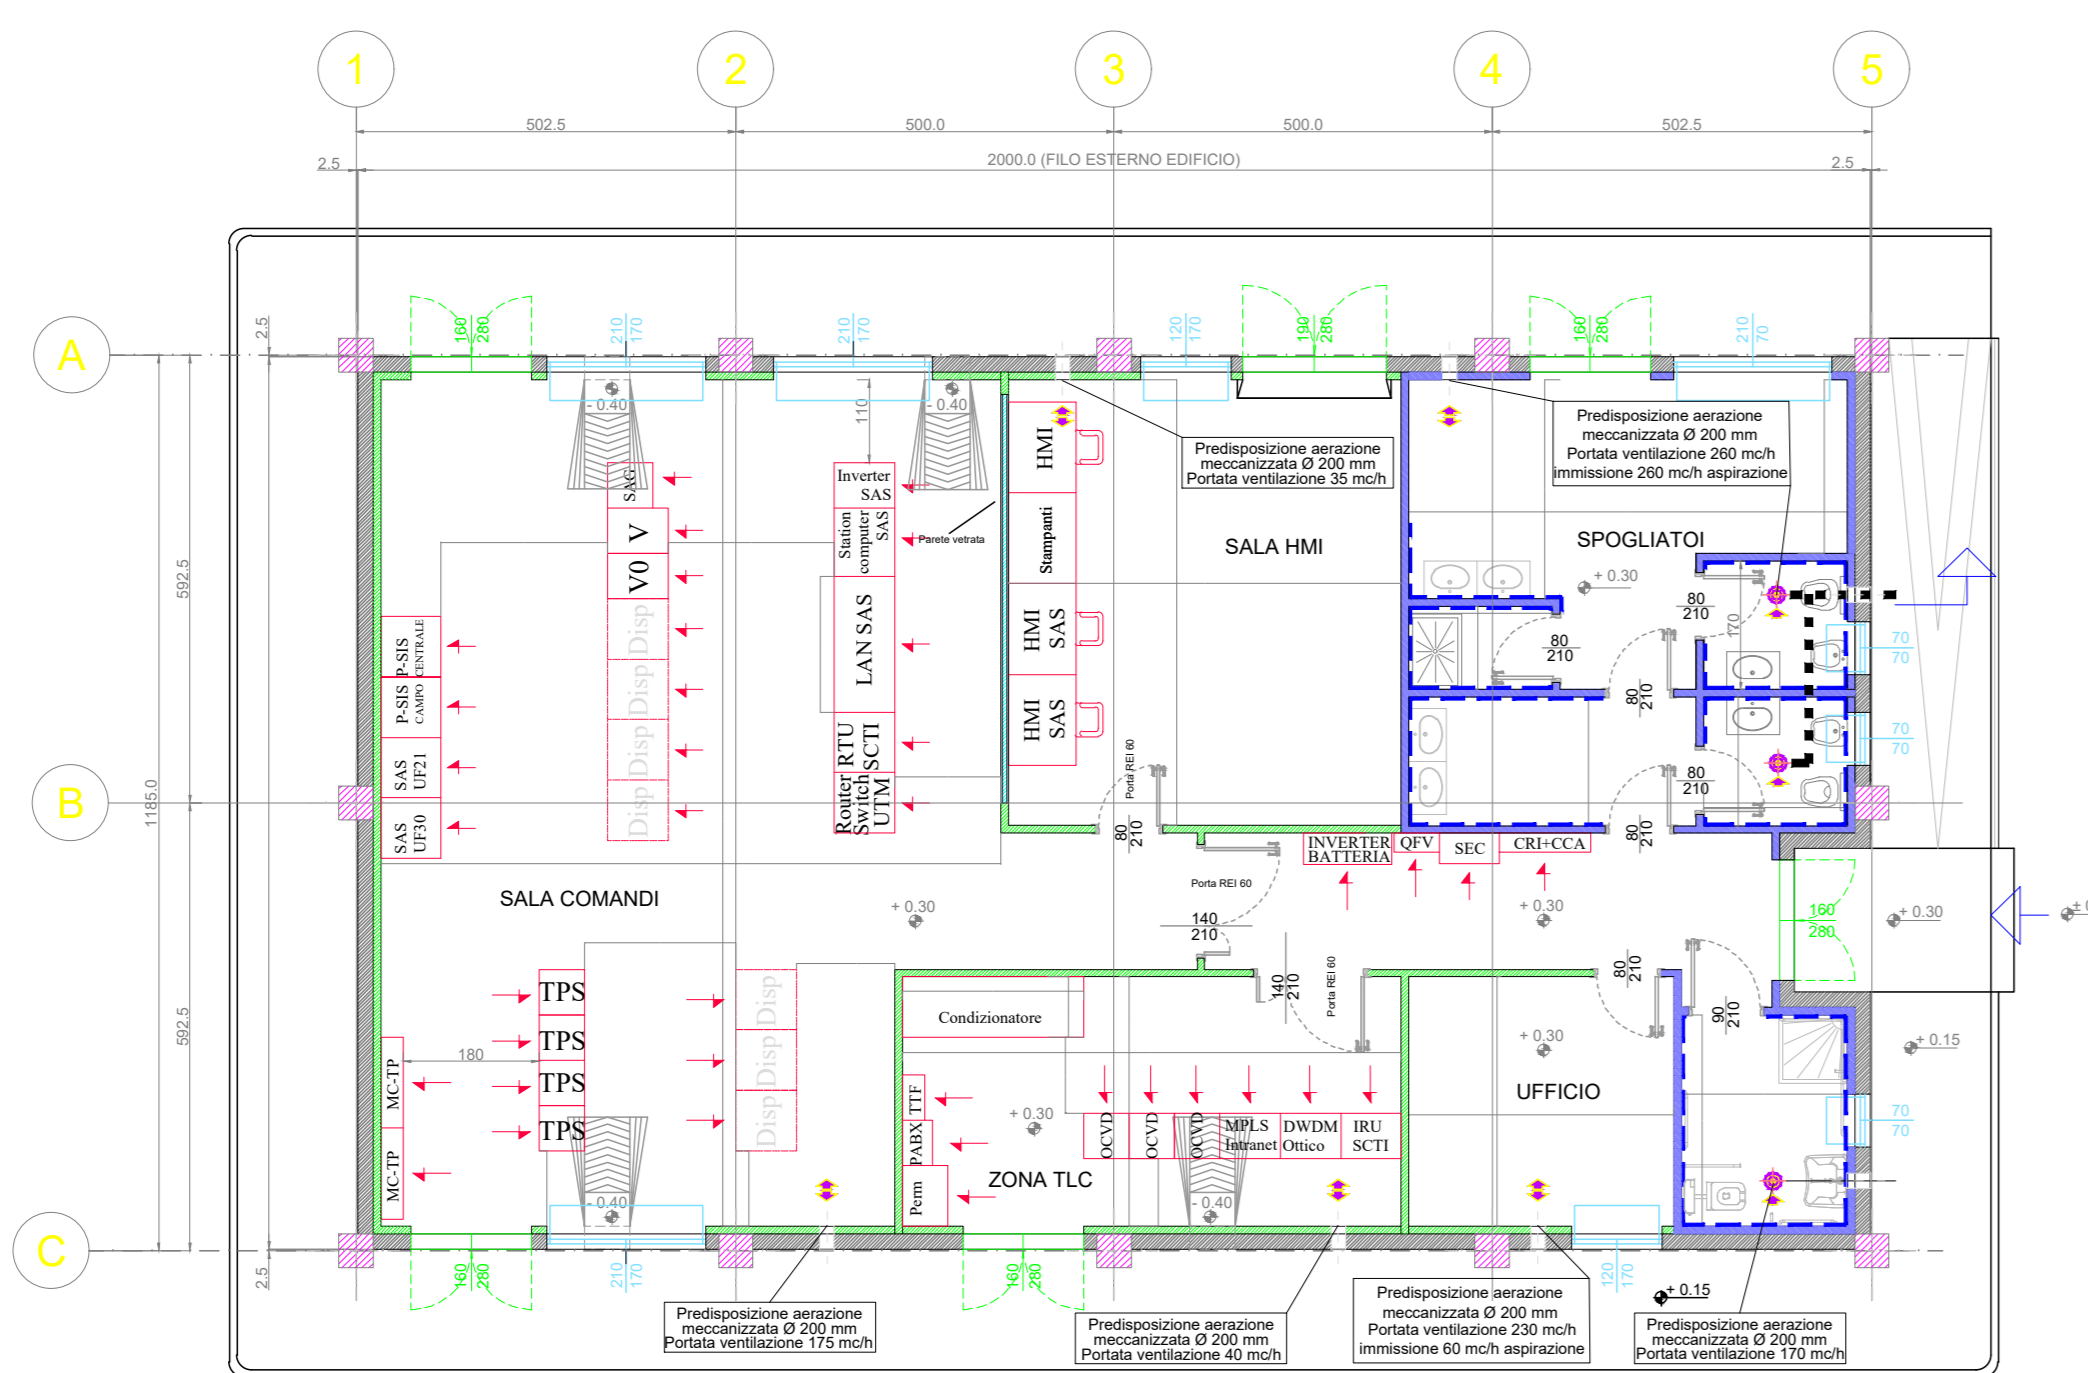 1
2
3
4
5
502.5
500.0
500.0
502.5
2.5
2000.0 (FILO ESTERNO EDIFICIO)
2.5
A
B
C
2.5
592.5
1185.0
592.5
2.5
160
280
210
170
210
170
120
170
190
280
160
280
210
70
- 0.40
- 0.40
110
Predisposizione aerazione
meccanizzata Ø 200 mm
Portata ventilazione 35 mc/h
Predisposizione aerazione
meccanizzata Ø 200 mm
Portata ventilazione 260 mc/h
immissione 260 mc/h aspirazione
SAG
V
V0
Disp
Disp
Disp
Disp
Inverter
SAS
Station
computer
SAS
LAN SAS
RTU
SCTI
Router
Switch
UTM
Parete vetrata
HMI
Stampanti
HMI
SAS
HMI
SAS
SALA HMI
SPOGLIATOI
+ 0.30
80
210
80
210
170
80
210
80
210
80
210
70
70
70
70
P-SIS
CENTRALE
P-SIS
CAMPO
SAS
UF21
SAS
UF30
Porta REI 60
80
210
INVERTER
BATTERIA
QFV
SEC
CRI+CCA
Porta REI 60
140
210
SALA COMANDI
+ 0.30
+ 0.30
160
280
+ 0.30
140
210
Porta REI 60
80
210
90
210
+ 0.15
TPS
TPS
TPS
TPS
Disp
Disp
Disp
180
MC-TP
MC-TP
Condizionatore
TTF
PABX
Perm
+ 0.30
OCVD
OCVD
OCVD
MPLS
Intranet
DWDM
Ottico
IRU
SCTI
ZONA TLC
+ 0.30
UFFICIO
70
70
- 0.40
- 0.40
160
280
210
170
160
280
120
170
+ 0.15
Predisposizione aerazione
meccanizzata Ø 200 mm
Portata ventilazione 175 mc/h
Predisposizione aerazione
meccanizzata Ø 200 mm
Portata ventilazione 40 mc/h
Predisposizione aerazione
meccanizzata Ø 200 mm
Portata ventilazione 230 mc/h
immissione 60 mc/h aspirazione
Predisposizione aerazione
meccanizzata Ø 200 mm
Portata ventilazione 170 mc/h